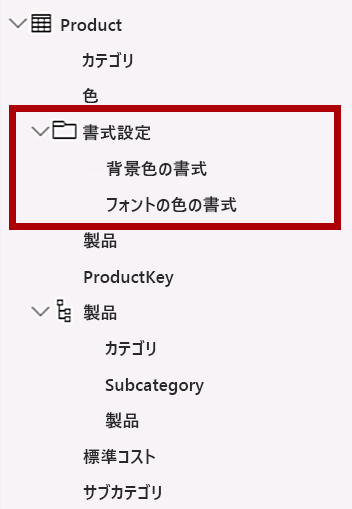 Product
カテゴリ
色
書式設定
背景色の書式
フォントの色の書式
製品
ProductKey
製品
カテゴリ
Subcategory
製品
標準コスト
サブカテゴリ